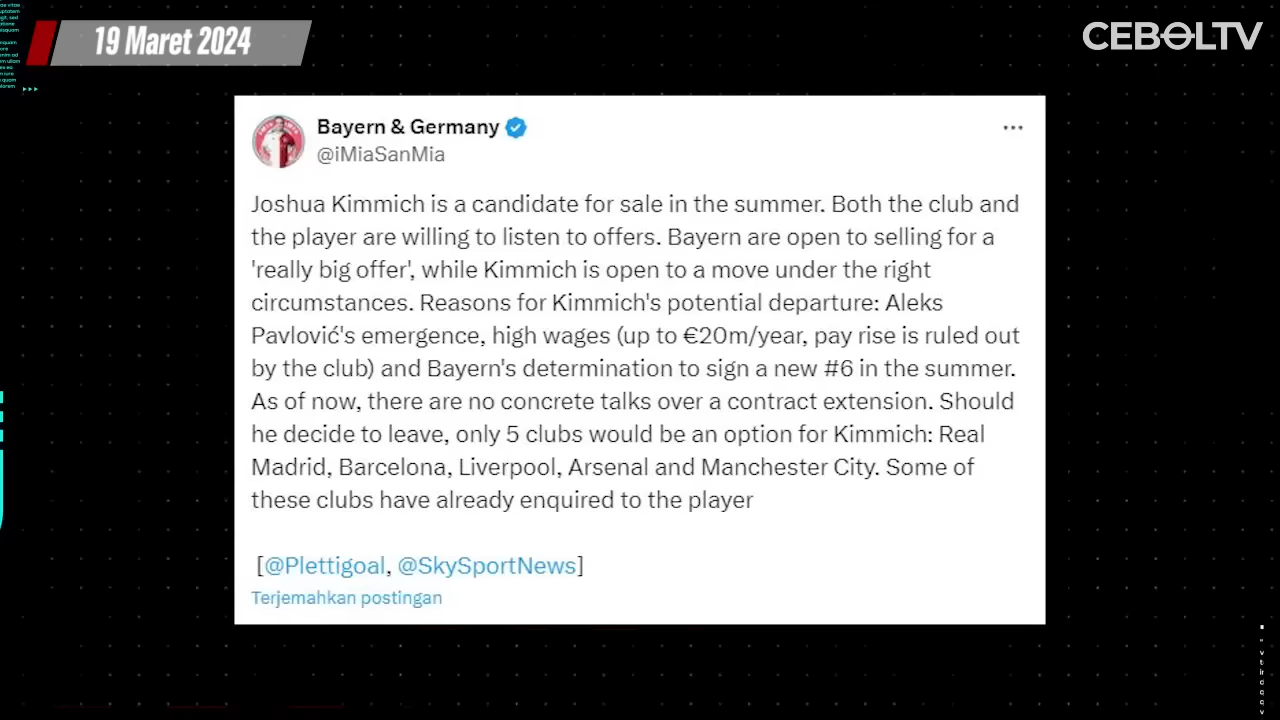 19 Maret 2024
CEBOLTV
Bayern & Germany
@iMiaSanMia
Joshua Kimmich is a candidate for sale in the summer. Both the club and
the player are willing to listen to offers. Bayern are open to selling for a
'really big offer', while Kimmich is open to a move under the right
circumstances. Reasons for Kimmich's potential departure: Aleks
Pavlović's emergence, high wages (up to €20m/year, pay rise is ruled out
by the club) and Bayern's determination to sign a new #6 in the summer.
As of now, there are no concrete talks over a contract extension. Should
he decide to leave, only 5 clubs would be an option for Kimmich: Real
Madrid, Barcelona, Liverpool, Arsenal and Manchester City. Some of
these clubs have already enquired to the player
[@Plettigoal, @SkySportNews]
Terjemahkan postingan